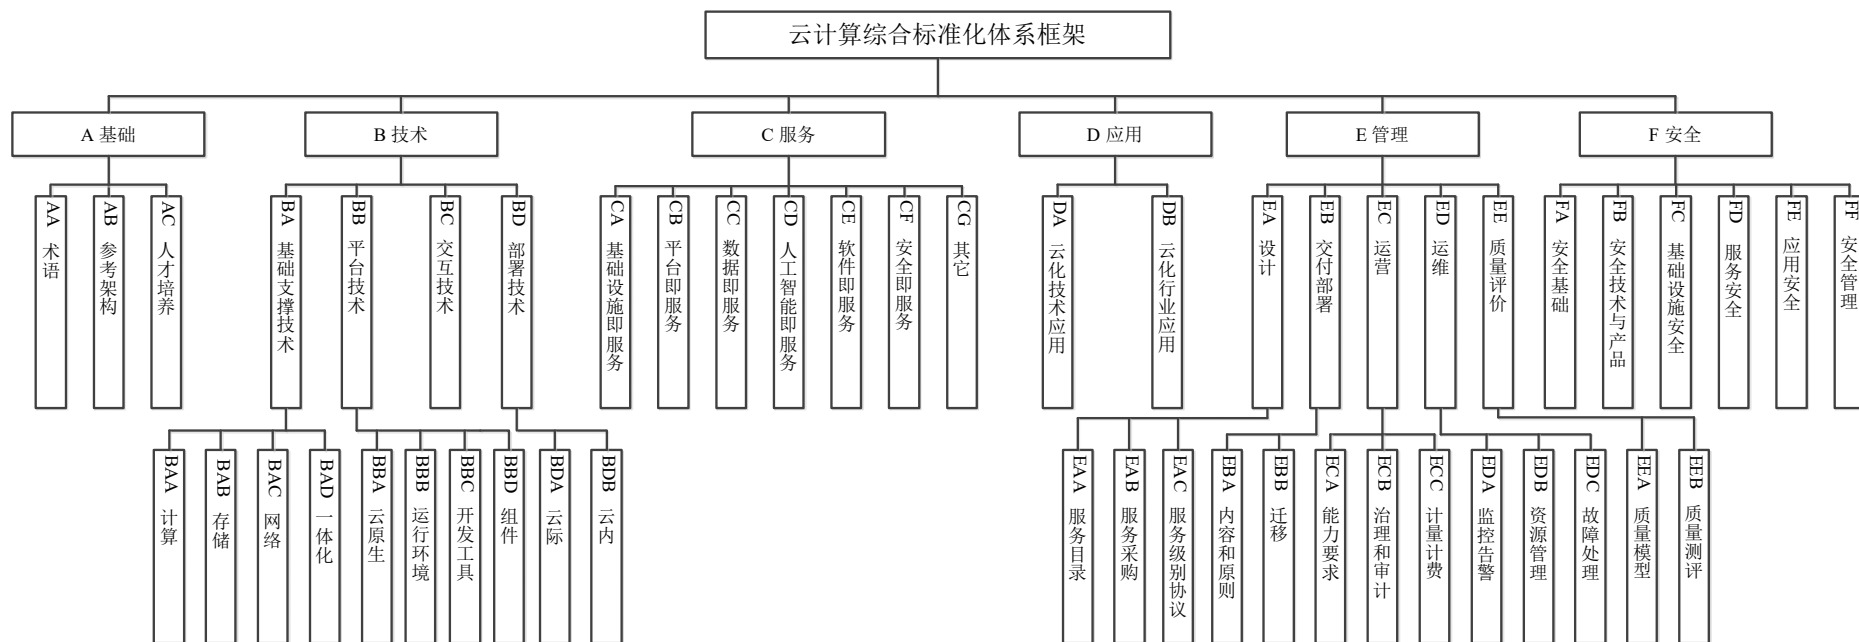 云计算综合标准化体系框架
A 基础
B 技术
C 服务
D 应用
E 管理
F 安全
AA 术语
AB 参考架构
AC 人才培养
BA 基础支撑技术
BB 平台技术
BC 交互技术
BD 部署技术
CA 基础设施即服务
CB 平台即服务
CC 数据即服务
CD 人工智能即服务
CE 软件即服务
CF 安全即服务
CG 其它
DA 云化技术应用
DB 云化行业应用
EA 设计
EB 交付部署
EC 运营
ED 运维
EE 质量评价
FA 安全基础
FB 安全技术与产品
FC 基础设施安全
FD 服务安全
FE 应用安全
FF 安全管理
BAA 计算
BAB 存储
BAC 网络
BAD 一体化
BBA 云原生
BBB 运行环境
BBC 开发工具
BBD 组件
BDA 云际
BDB 云内
EAA 服务目录
EAB 服务采购
EAC 服务级别协议
EBA 内容和原则
EBB 迁移
ECA 能力要求
ECB 治理和审计
ECC 计量计费
EDA 监控告警
EDB 资源管理
EDC 故障处理
EEA 质量模型
EEB 质量测评